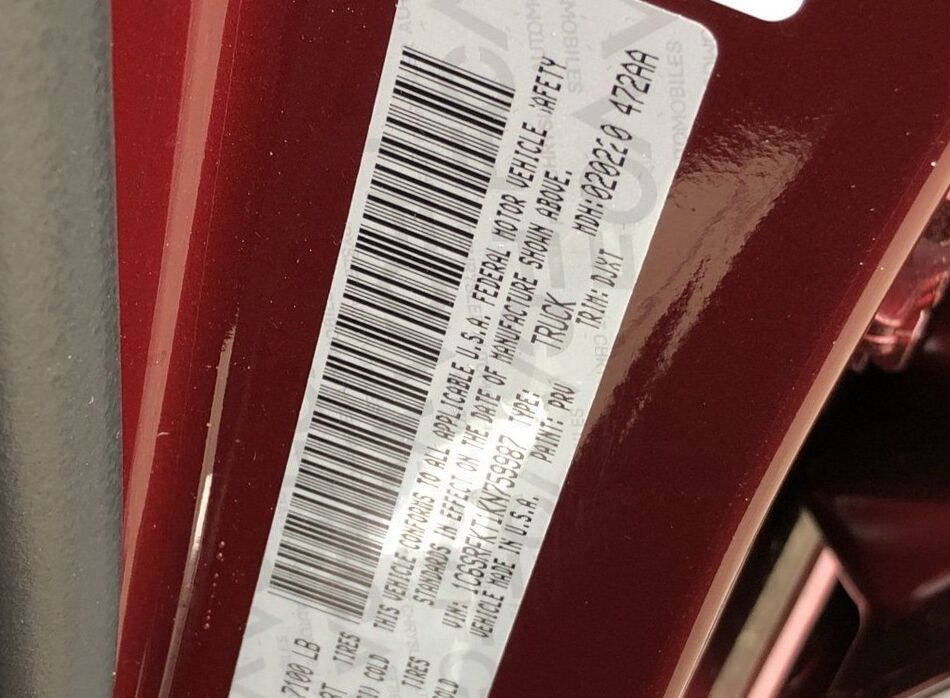 7100 LB
TIRES
COLD
THIS VEHICLE CONFORMS TO ALL APPLICABLE U.S.A. FEDERAL MOTOR VEHICLE SAFETY
TIRES STANDARDS IN EFFECT ON THE DATE OF MANUFACTURE SHOWN ABOVE.
OLD VIN: 1C6SRFKT1KN759987 TYPE: TRUCK
VEHICLE MADE IN U.S.A. PAINT: PRV TRIM: DJXT MDH:020220 472AA